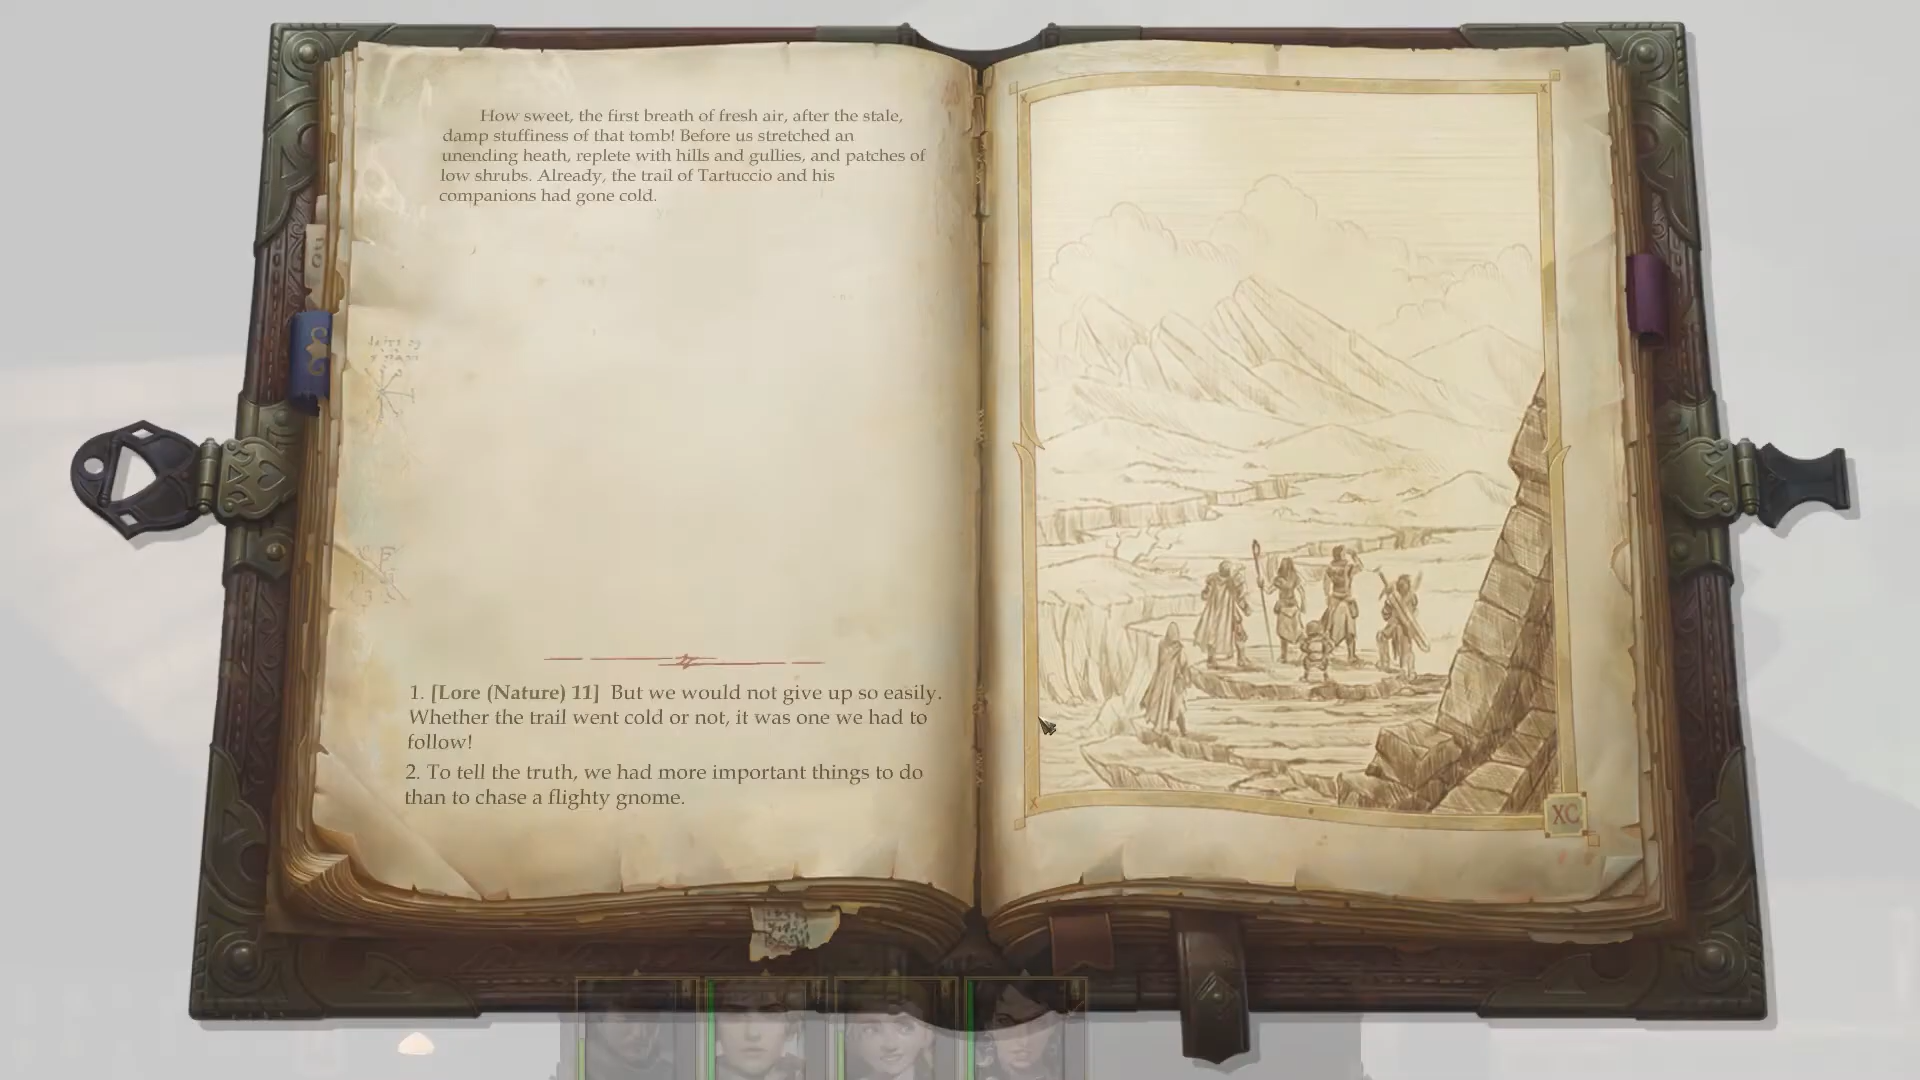 How sweet, the first breath of fresh air, after the stale,
damp stuffiness of that tomb! Before us stretched an
unending heath, replete with hills and gullies, and patches of
low shrubs. Already, the trail of Tartuccio and his
companions had gone cold.
1. [Lore (Nature) 11] But we would not give up so easily.
Whether the trail went cold or not, it was one we had to
follow!
2. To tell the truth, we had more important things to do
than to chase a flighty gnome.
XC